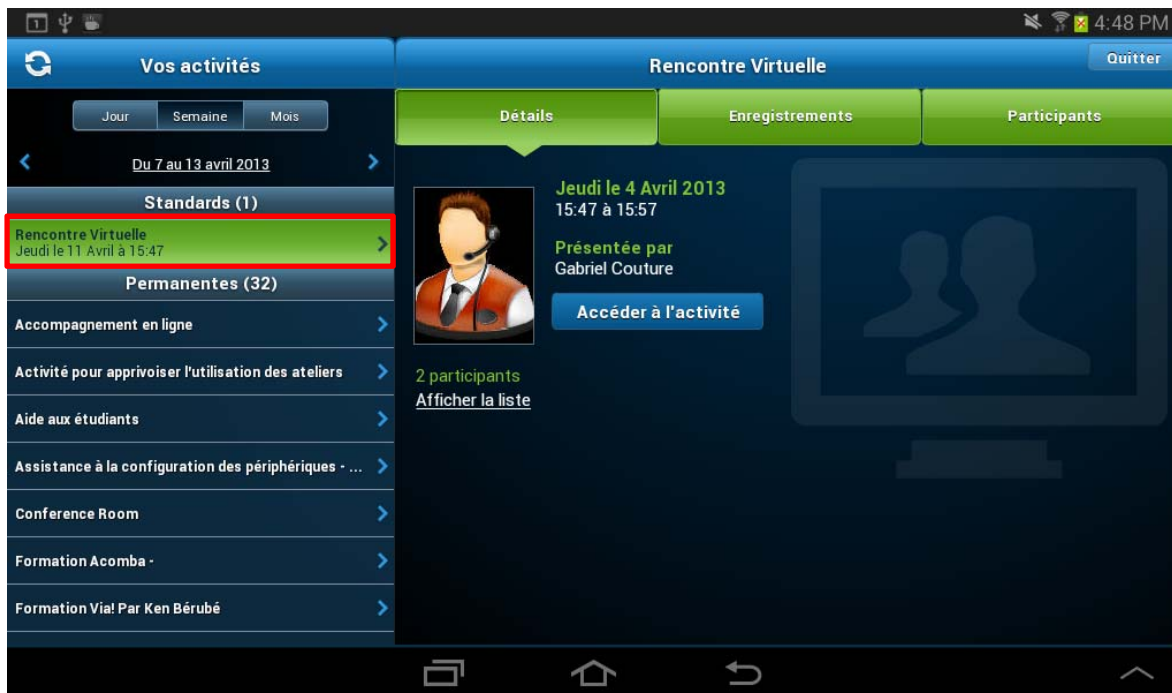 1
4:48 PM
Vos activités
Jour Semaine Mois
Du 7 au 13 avril 2013
Standards (1)
Rencontre Virtuelle
Jeudi le 11 Avril à 15:47
Permanentes (32)
Accompagnement en ligne
Activité pour apprivoiser l'utilisation des ateliers
Aide aux étudiants
Assistance à la configuration des périphériques - ...
Conference Room
Formation Acomba -
Formation Via! Par Ken Bérubé
Rencontre Virtuelle
Quitter
Détails Enregistrements Participants
Jeudi le 4 Avril 2013
15:47 à 15:57
Présentée par
Gabriel Couture
Accéder à l'activité
2 participants
Afficher la liste